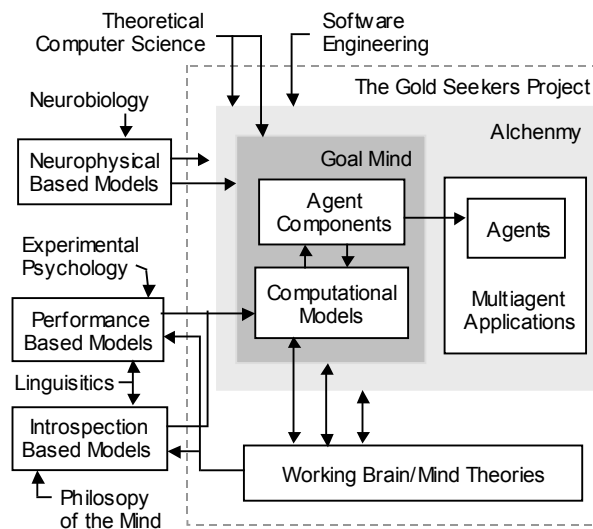 Theoretical
Computer Science
Software
Engineering
The Gold Seekers Project
Neurobiology
Alchenmy
Neurophysical
Based Models
Goal Mind
Agent
Components
Agents
Multiagent
Applications
Experimental
Psychology
Computational
Models
Performance
Based Models
Linguisitics
Introspection
Based Models
Working Brain/Mind Theories
Philosopy
of the Mind